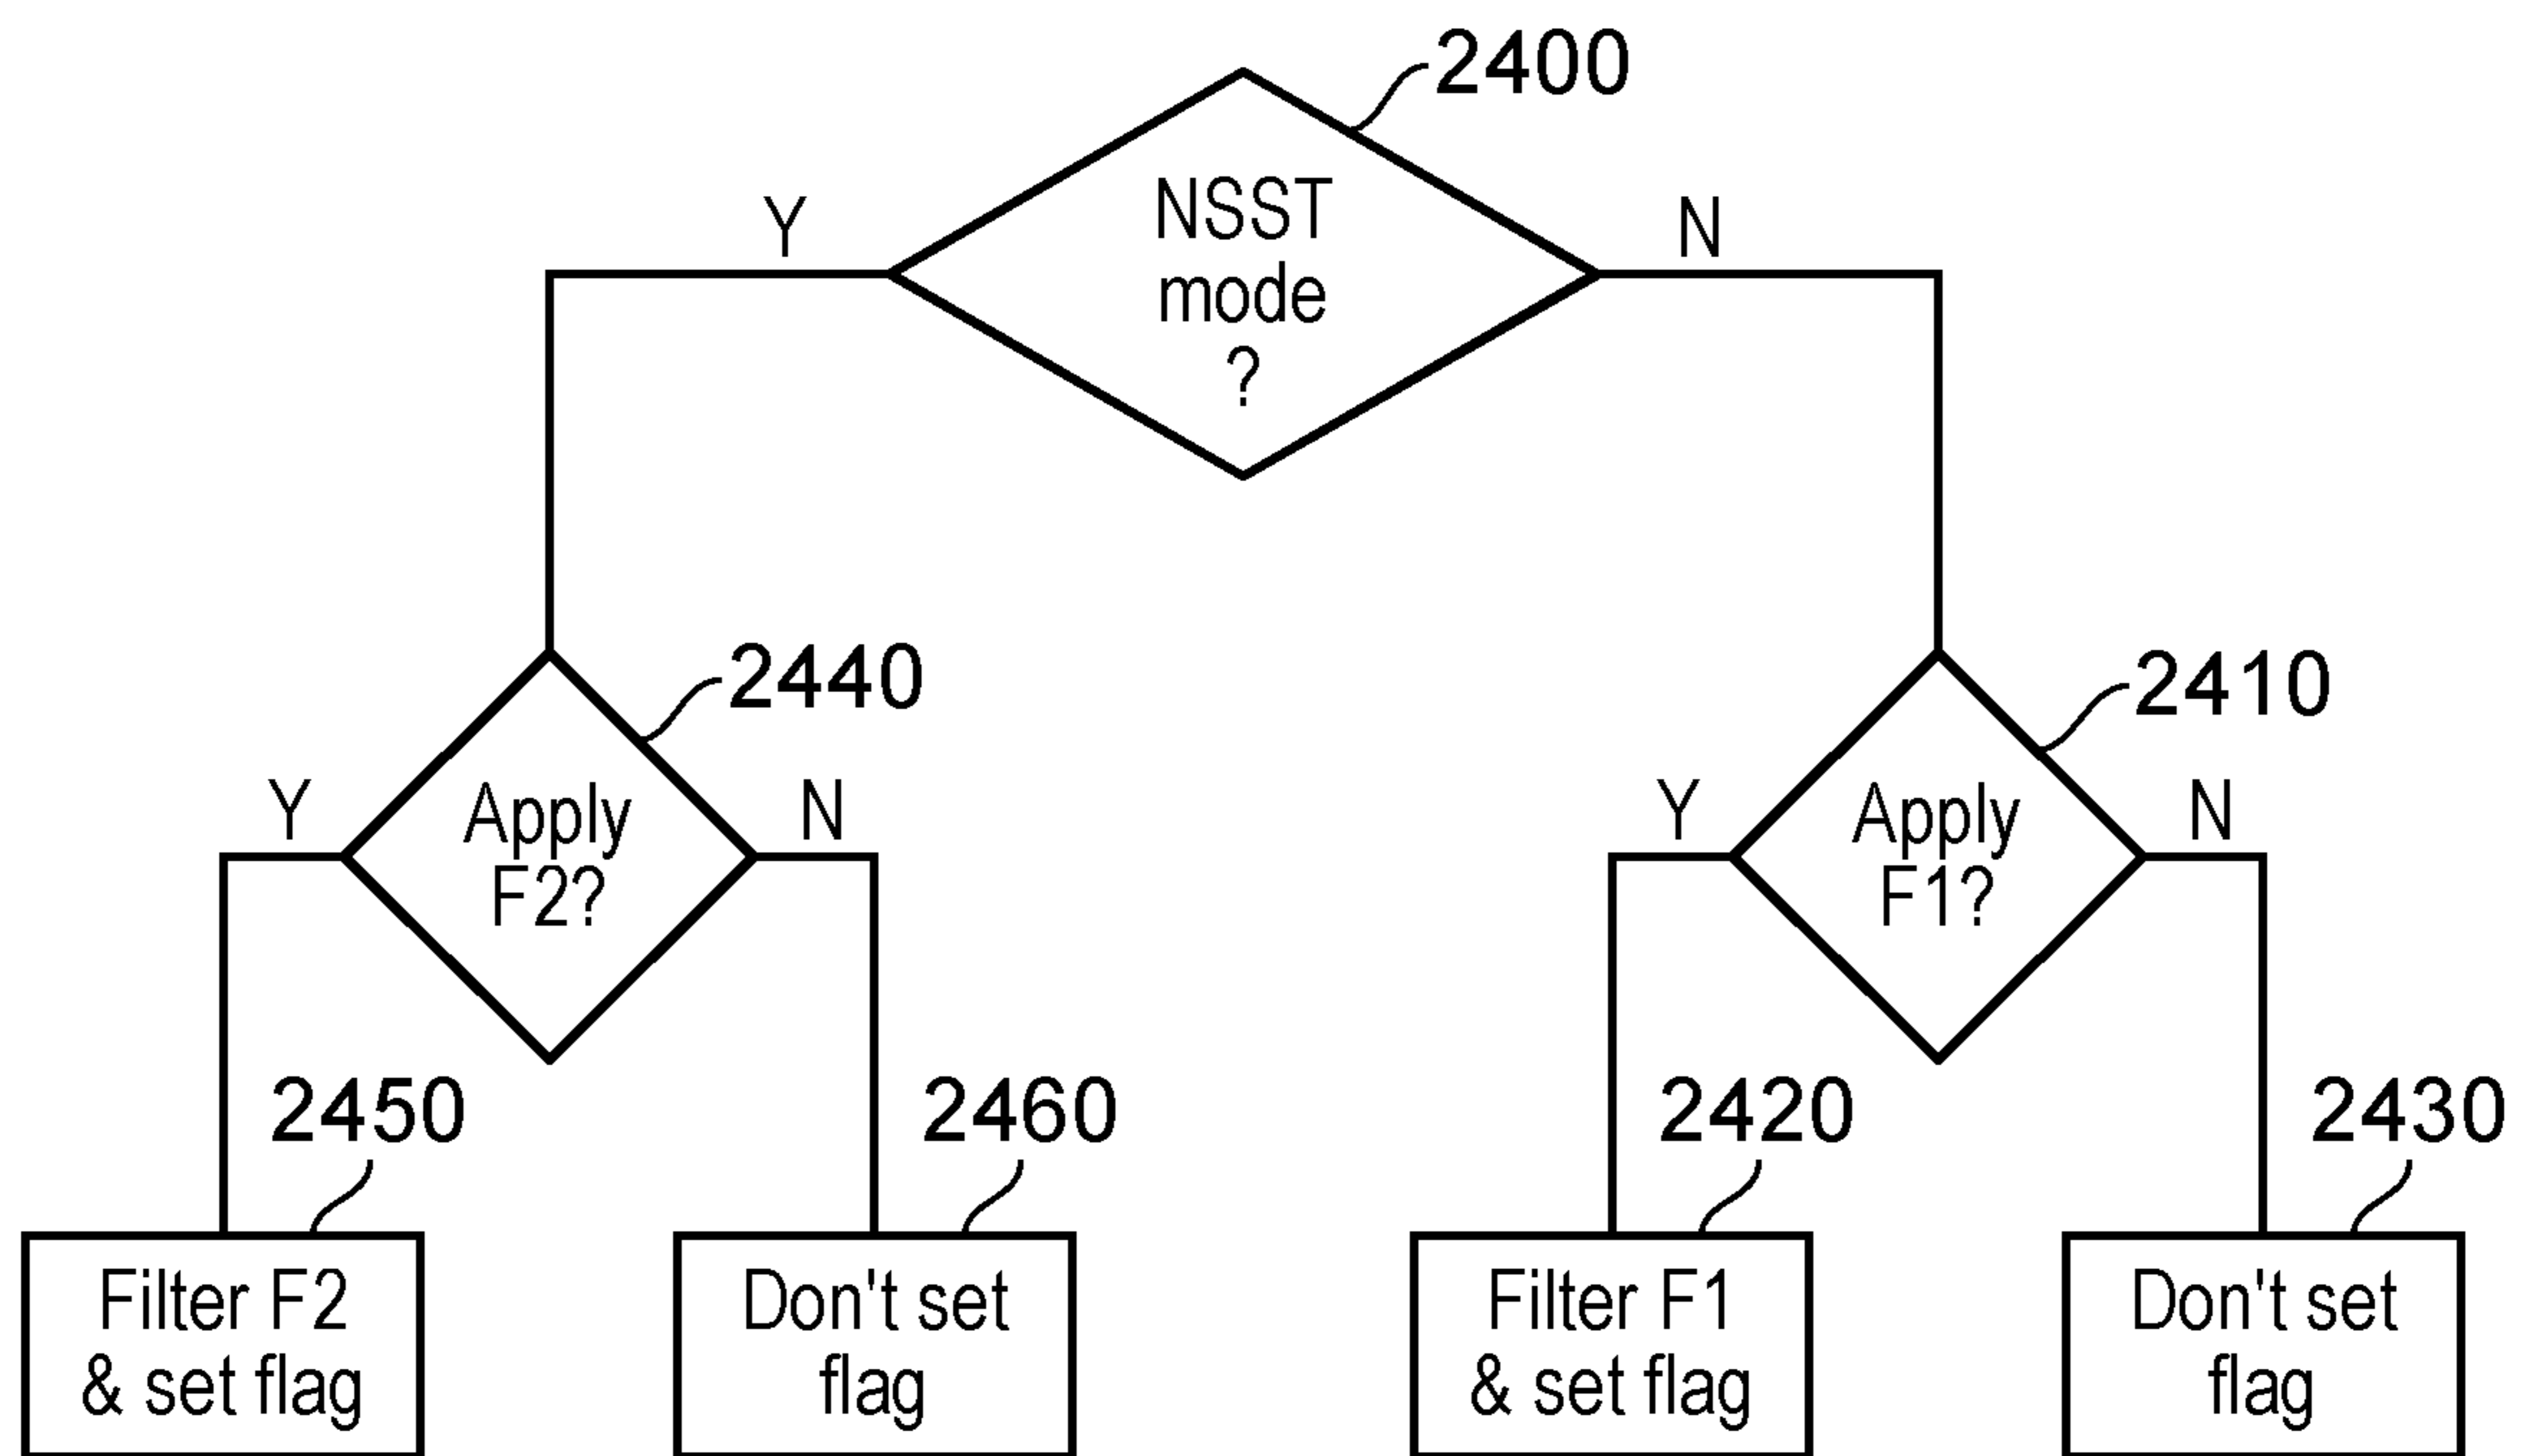 2400
NSST
mode
?
Y
N
2440
2410
Apply
F2?
Y
N
Apply
F1?
Y
N
2450
2460
2420
2430
Filter F2
& set flag
Don't set
flag
Filter F1
& set flag
Don't set
flag